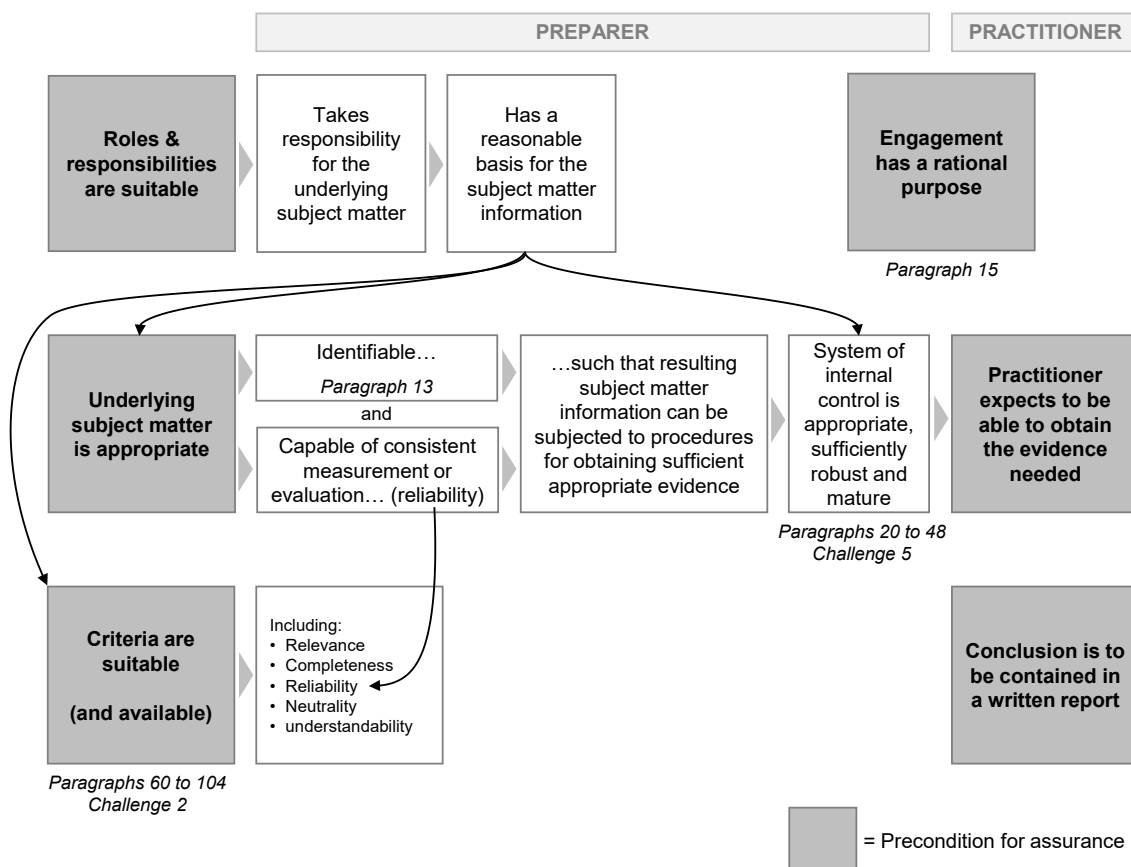 PREPARER
PRACTITIONER
Roles &
responsibilities
are suitable
Takes
responsibility
for the
underlying
subject matter
Has a
reasonable
basis for the
subject matter
information
Engagement
has a rational
purpose
Paragraph 15
Underlying
subject matter
is appropriate
Identifiable…
Paragraph 13
and
Capable of consistent
measurement or
evaluation… (reliability)
…such that resulting
subject matter
information can be
subjected to procedures
for obtaining sufficient
appropriate evidence
System of
internal
control is
appropriate,
sufficiently
robust and
mature
Paragraphs 20 to 48
Challenge 5
Practitioner
expects to be
able to obtain
the evidence
needed
Criteria are
suitable
(and available)
Paragraphs 60 to 104
Challenge 2
Including:
• Relevance
• Completeness
• Reliability
• Neutrality
• understandability
Conclusion is to
be contained in
a written report
= Precondition for assurance